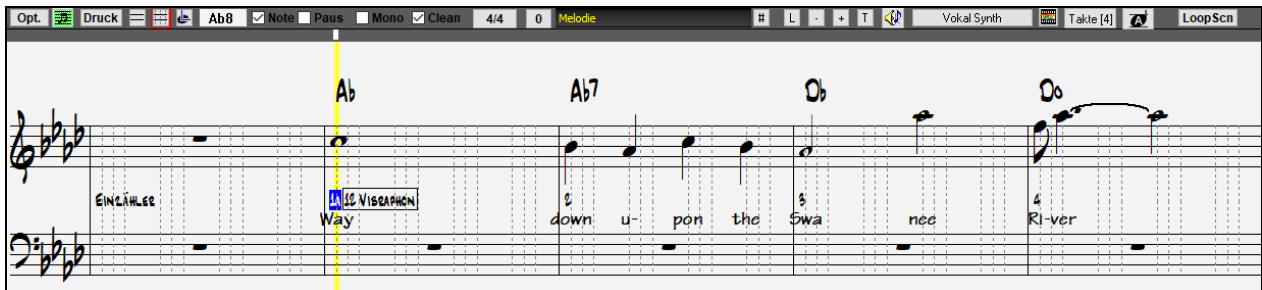 Opt. Druck Ab8 Note Paus Mono Clean 4/4 0 Melodie # L - + T Vokal Synth Takte [4] A LoopScn
Ab Ab7 Db Do
EINZÄHLER 1A 12 VIBRAPHON 2 3 4
Way down u- pon the Swa nee Ri-ver